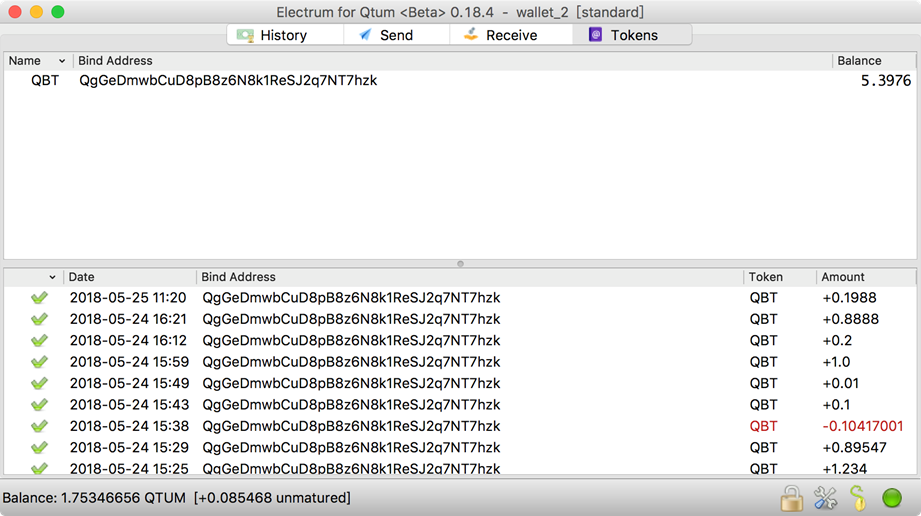 Electrum for Qtum <Beta> 0.18.4 - wallet_2 [standard]
History Send Receive Tokens
Name Bind Address Balance
QBT QgGeDmwbCuD8pB8z6N8k1ReSJ2q7NT7hzk 5.3976
Date Bind Address Token Amount
2018-05-25 11:20 QgGeDmwbCuD8pB8z6N8k1ReSJ2q7NT7hzk QBT +0.1988
2018-05-24 16:21 QgGeDmwbCuD8pB8z6N8k1ReSJ2q7NT7hzk QBT +0.8888
2018-05-24 16:12 QgGeDmwbCuD8pB8z6N8k1ReSJ2q7NT7hzk QBT +0.2
2018-05-24 15:59 QgGeDmwbCuD8pB8z6N8k1ReSJ2q7NT7hzk QBT +1.0
2018-05-24 15:49 QgGeDmwbCuD8pB8z6N8k1ReSJ2q7NT7hzk QBT +0.01
2018-05-24 15:43 QgGeDmwbCuD8pB8z6N8k1ReSJ2q7NT7hzk QBT +0.1
2018-05-24 15:38 QgGeDmwbCuD8pB8z6N8k1ReSJ2q7NT7hzk QBT -0.10417001
2018-05-24 15:29 QgGeDmwbCuD8pB8z6N8k1ReSJ2q7NT7hzk QBT +0.89547
2018-05-24 15:25 QgGeDmwbCuD8pB8z6N8k1ReSJ2q7NT7hzk QBT +1.234
Balance: 1.75346656 QTUM [+0.085468 unmatured]